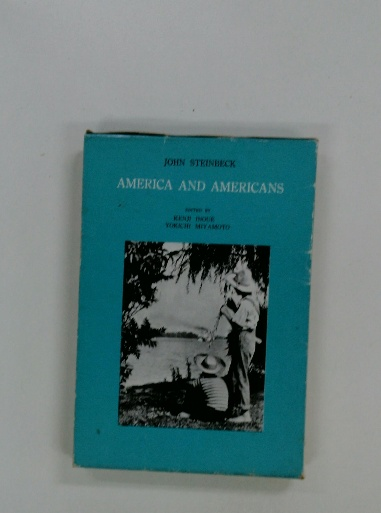 JOHN STEINBECK
AMERICA AND AMERICANS
EDITED BY
KENJI INOUE
YOKICHI MIYAMOTO